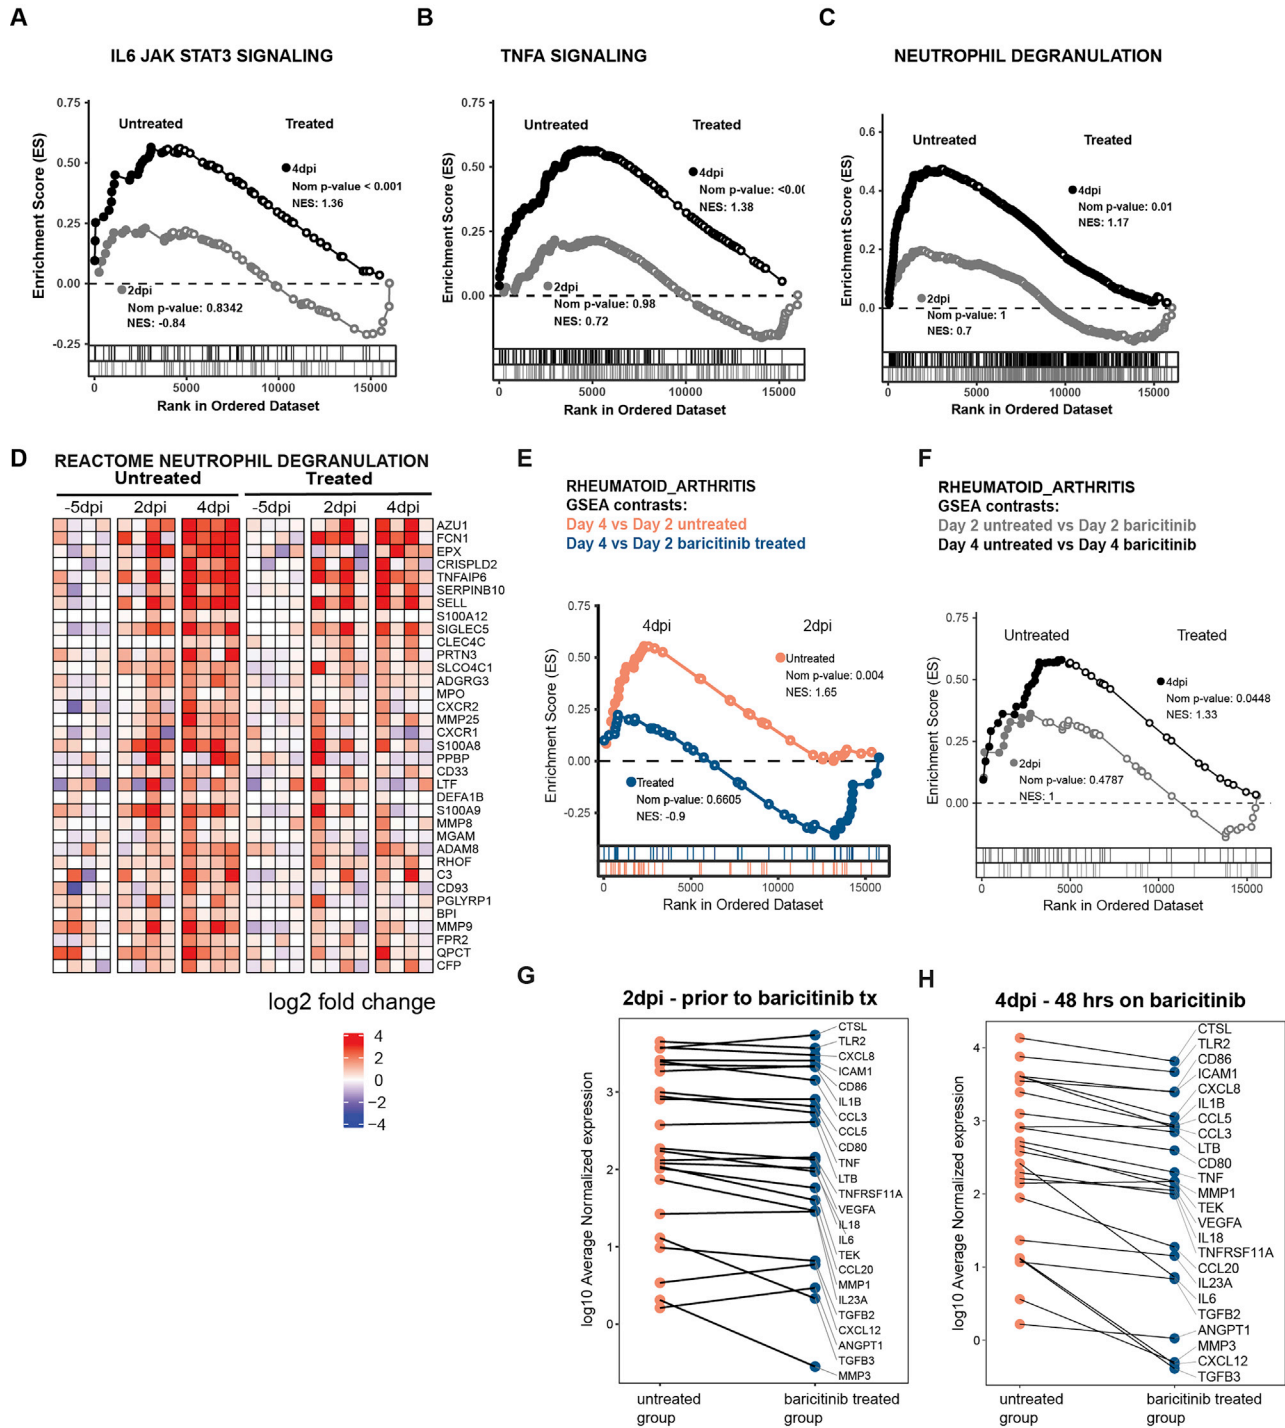 A
IL6 JAK STAT3 SIGNALING
Enrichment Score (ES)
0.75
0.50
0.25
0.00
-0.25
Untreated
Treated
4dpi
Nom p-value < 0.001
NES: 1.36
2dpi
Nom p-value: 0.8342
NES: -0.84
0
5000
10000
15000
Rank in Ordered Dataset
B
TNFA SIGNALING
Enrichment Score (ES)
0.75
0.50
0.25
0.00
Untreated
Treated
4dpi
Nom p-value: <0.00
NES: 1.38
2dpi
Nom p-value: 0.98
NES: 0.72
0
5000
10000
15000
Rank in Ordered Dataset
C
NEUTROPHIL DEGRANULATION
Enrichment Score (ES)
0.6
0.4
0.2
0.0
Untreated
Treated
4dpi
Nom p-value: 0.01
NES: 1.17
2dpi
Nom p-value: 1
NES: 0.7
0
5000
10000
15000
Rank in Ordered Dataset
D
REACTOME NEUTROPHIL DEGRANULATION
Untreated
Treated
-5dpi
2dpi
4dpi
-5dpi
2dpi
4dpi
AZU1
FCN1
EPX
CRISPLD2
TNFAIP6
SERPINB10
SELL
S100A12
SIGLEC5
CLEC4C
PRTN3
SLCO4C1
ADGRG3
MPO
CXCR2
MMP25
CXCR1
S100A8
PPBP
CD33
LTF
DEFA1B
S100A9
MMP8
MGAM
ADAM8
RHOF
C3
CD93
PGLYRP1
BPI
MMP9
FPR2
QPCT
CFP
log2 fold change
4
2
0
−2
−4
E
RHEUMATOID_ARTHRITIS
GSEA contrasts:
Day 4 vs Day 2 untreated
Day 4 vs Day 2 baricitinib treated
Enrichment Score (ES)
0.75
0.50
0.25
0.00
-0.25
4dpi
2dpi
Untreated
Nom p-value: 0.004
NES: 1.65
Treated
Nom p-value: 0.6605
NES: -0.9
0
5000
10000
15000
Rank in Ordered Dataset
F
RHEUMATOID_ARTHRITIS
GSEA contrasts:
Day 2 untreated vs Day 2 baricitinib
Day 4 untreated vs Day 4 baricitinib
Enrichment Score (ES)
0.75
0.50
0.25
0.00
Untreated
Treated
4dpi
Nom p-value: 0.0448
NES: 1.33
2dpi
Nom p-value: 0.4787
NES: 1
0
5000
10000
15000
Rank in Ordered Dataset
G
2dpi - prior to baricitinib tx
log10 Average Normalized expression
3
2
1
0
CTSL
TLR2
CXCL8
ICAM1
CD86
IL1B
CCL3
CCL5
CD80
TNF
LTB
TNFRSF11A
VEGFA
IL18
IL6
TEK
CCL20
MMP1
IL23A
TGFB2
CXCL12
ANGPT1
TGFB3
MMP3
untreated
group
baricitinib treated
group
H
4dpi - 48 hrs on baricitinib
log10 Average Normalized expression
4
3
2
1
0
CTSL
TLR2
CD86
ICAM1
CXCL8
IL1B
CCL5
CCL3
LTB
CD80
TNF
MMP1
TEK
VEGFA
IL18
TNFRSF11A
CCL20
IL23A
IL6
TGFB2
ANGPT1
MMP3
CXCL12
TGFB3
untreated
group
baricitinib treated
group